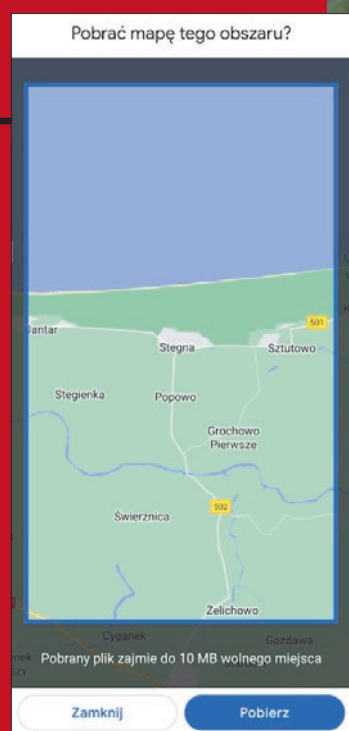 Pobrać mapę tego obszaru?
501
Jantar
Stegna
Sztutowo
Stegienka
Popowo
Grochowo
Pierwsze
Świerznica
502
Żelichowo
Cyganek
Gozdawa
Pobrany plik zajmie do 10 MB wolnego miejsca
Zamknij
Pobierz